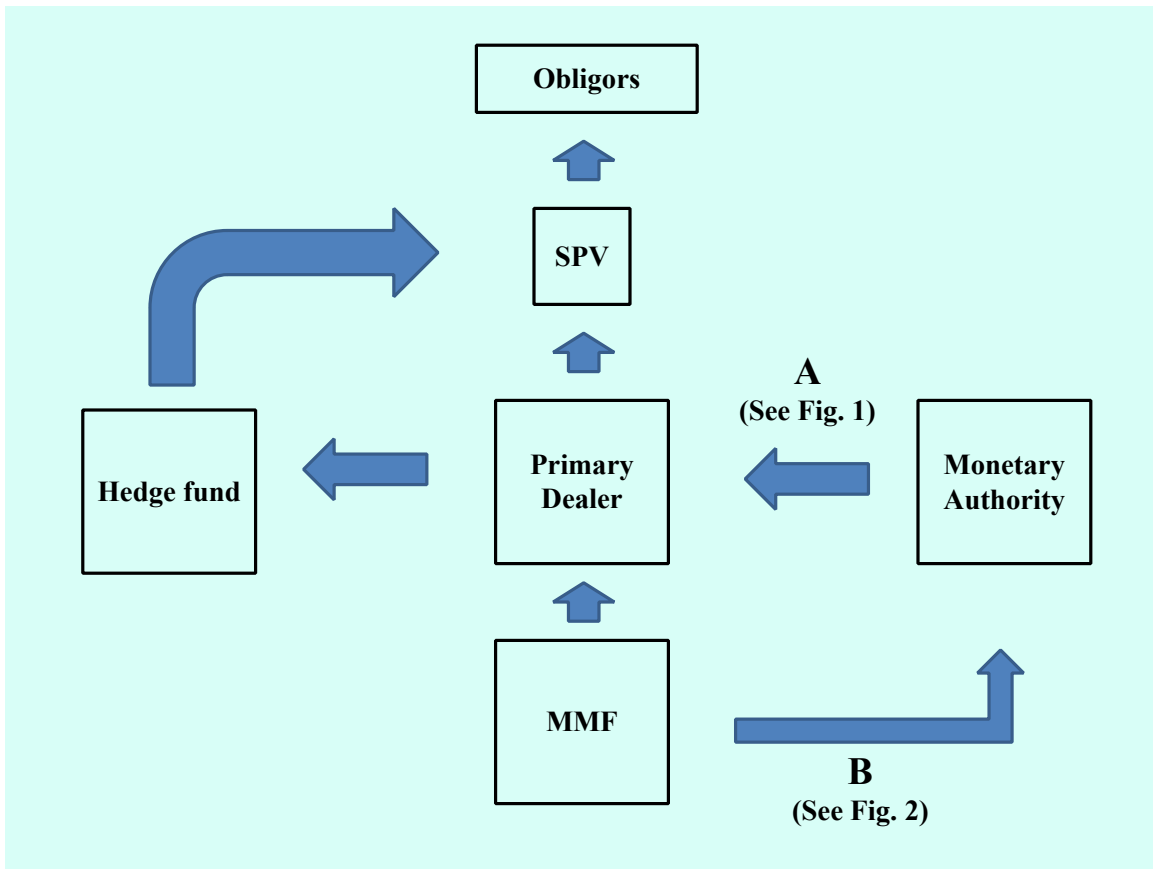 Obligors
SPV
A
(See Fig. 1)
Hedge fund
Primary
Dealer
Monetary
Authority
MMF
B
(See Fig. 2)